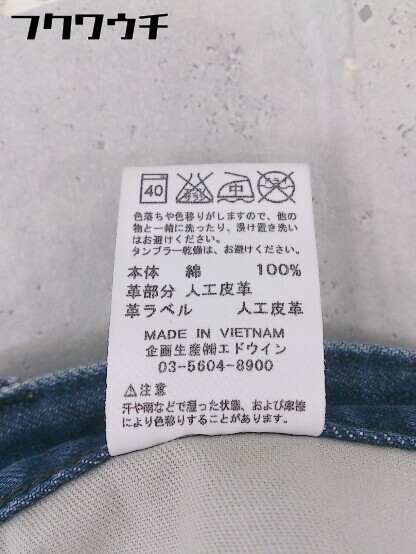 フクワウチ
40
中
色落ちや色移りがしますので、他の
物と一緒に洗ったり、浸け置き洗い
はお避けください。
タンブラー乾燥は、お避けください。
本体 綿 100%
革部分 人工皮革
革ラベル 人工皮革
MADE IN VIETNAM
企画生産㈱エドウイン
03-5604-8900
⚠注意
汗や雨などで湿った状態、および摩擦
により色移りすることがあります。